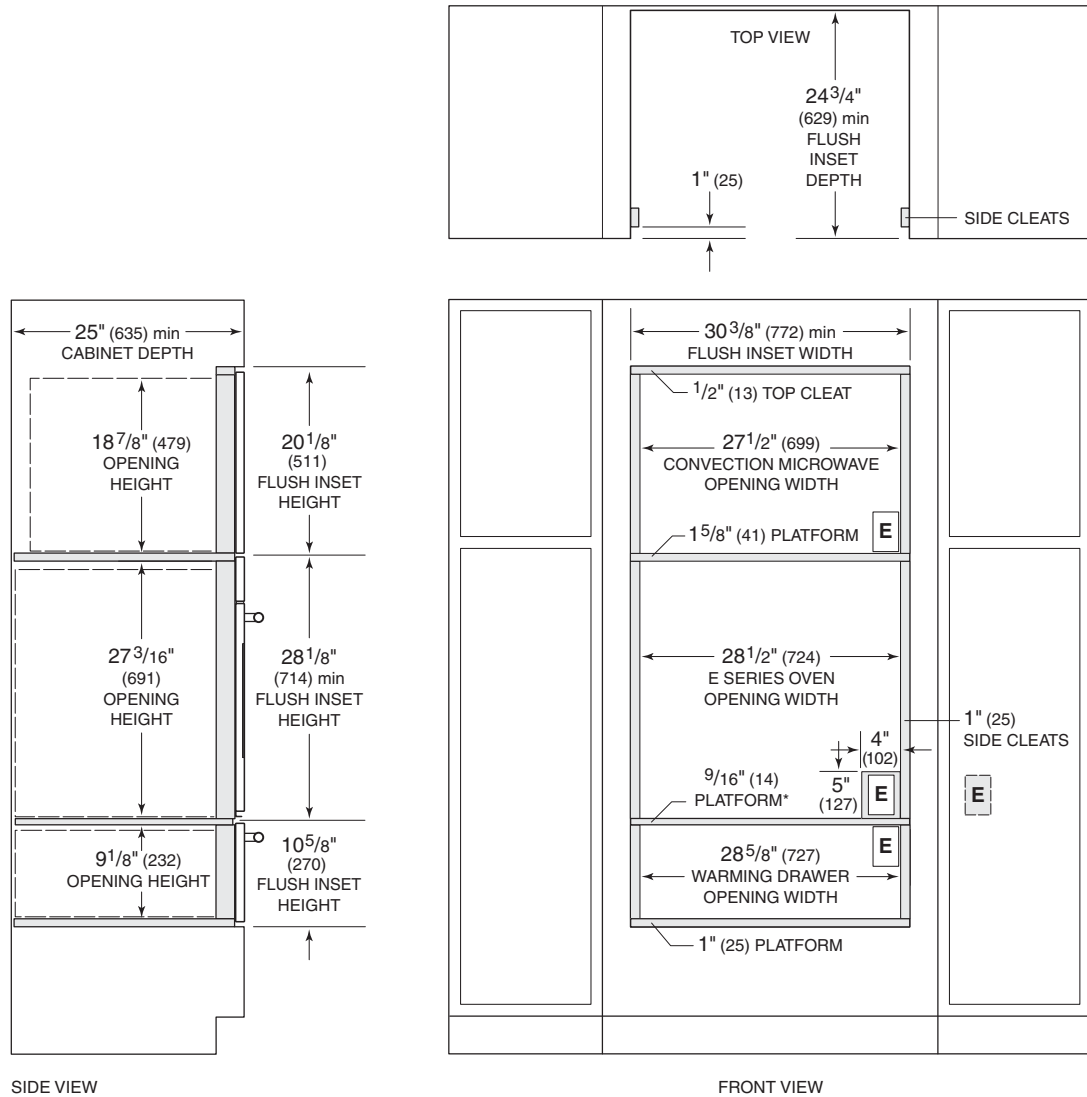 TOP VIEW
24 3/4"
(629) min
FLUSH
INSET
DEPTH
1" (25)
SIDE CLEATS
25" (635) min
CABINET DEPTH
18 7/8" (479)
OPENING
HEIGHT
20 1/8"
(511)
FLUSH INSET
HEIGHT
27 3/16"
(691)
OPENING
HEIGHT
28 1/8"
(714) min
FLUSH INSET
HEIGHT
9 1/8" (232)
OPENING HEIGHT
10 5/8"
(270)
FLUSH INSET
HEIGHT
SIDE VIEW
30 3/8" (772) min
FLUSH INSET WIDTH
1/2" (13) TOP CLEAT
27 1/2" (699)
CONVECTION MICROWAVE
OPENING WIDTH
E
1 5/8" (41) PLATFORM
28 1/2" (724)
E SERIES OVEN
OPENING WIDTH
1" (25)
SIDE CLEATS
4"
(102)
5"
(127)
E
E
9/16" (14)
PLATFORM*
E
28 5/8" (727)
WARMING DRAWER
OPENING WIDTH
1" (25) PLATFORM
FRONT VIEW